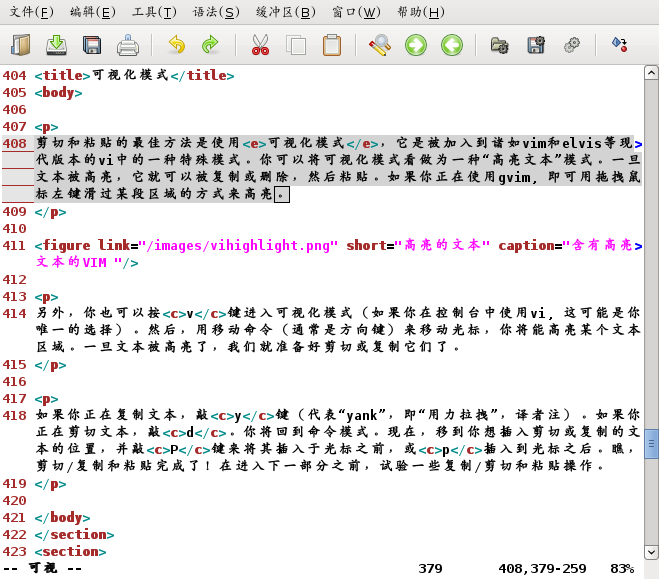 文件(F) 编辑(E) 工具(T) 语法(S) 缓冲区(B) 窗口(W) 帮助(H)
404 <title>可视化模式</title>
405 <body>
406
407 <p>
408 剪切和粘贴的最佳方法是使用<e>可视化模式</e>, 它是被加入到诸如vim和elvis等现>
代版本的vi中的一种特殊模式。你可以将可视化模式看做为一种“高亮文本”模式。一旦
文本被高亮, 它就可以被复制或删除, 然后粘贴。如果你正在使用gvim, 即可用拖拽鼠
标左键滑过某段区域的方式来高亮。
409 </p>
410
411 <figure link="/images/vihighlight.png" short="高亮的文本" caption="含有高亮>
文本的VIM "/>
412
413 <p>
414 另外, 你也可以按<c>v</c>键进入可视化模式 (如果你在控制台中使用vi, 这可能是你
唯一的选择) 。然后, 用移动命令 (通常是方向键) 来移动光标, 你将能高亮某个文本
区域。一旦文本被高亮了, 我们就准备好剪切或复制它们了。
415 </p>
416
417 <p>
418 如果你正在复制文本, 敲<c>y</c>键 (代表“yank”, 即“用力拉拽”, 译者注) 。如果你
正在剪切文本, 敲<c>d</c>。你将回到命令模式。现在, 移到你想插入剪切或复制的文
本的位置, 并敲<c>P</c>键来将其插入于光标之前, 或<c>p</c>插入到光标之后。瞧,
剪切/复制和粘贴完成了! 在进入下一部分之前, 试验一些复制/剪切和粘贴操作。
419 </p>
420
421 </body>
422 </section>
423 <section>
-- 可视 -- 379 408,379-259 83%